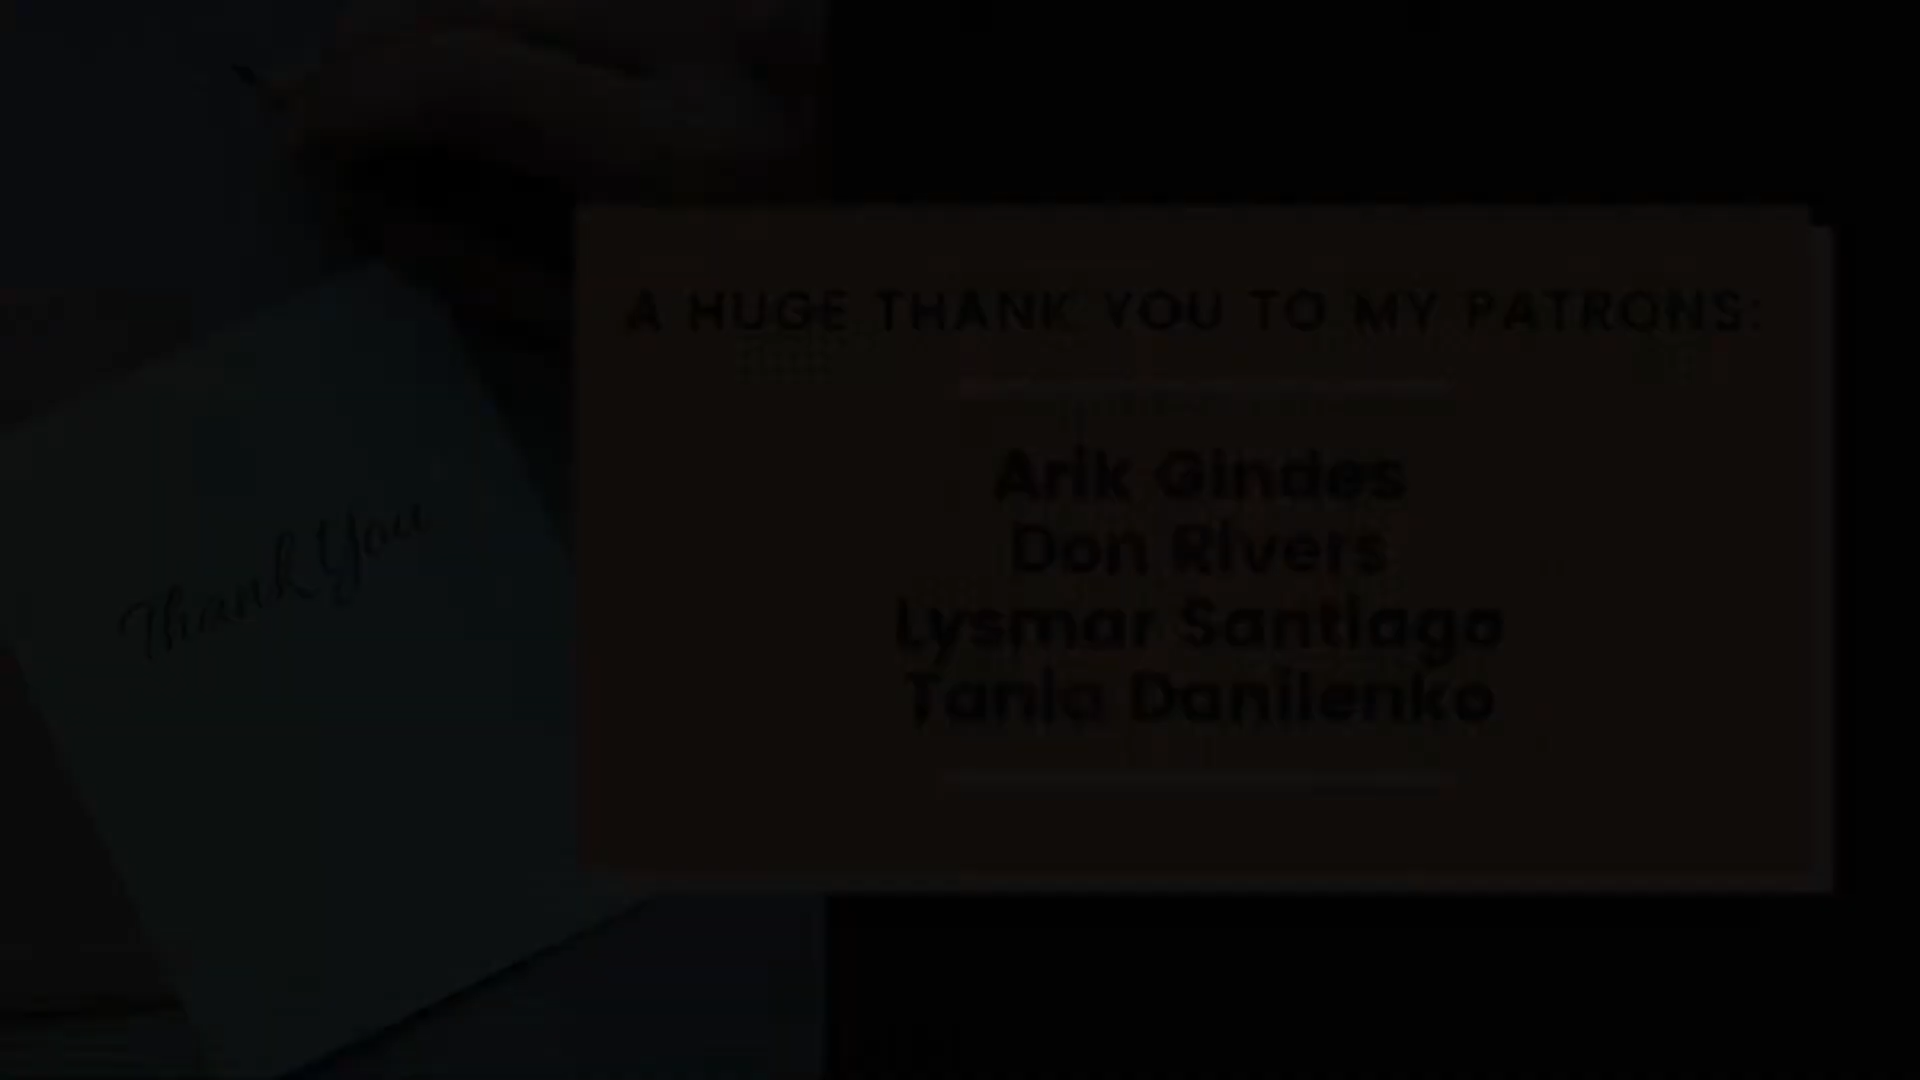 A HUGE THANK YOU TO MY PATRONS:
Arik Gindes
Don Rivers
Lysmar Santiago
Tania Danilenko
Thank You